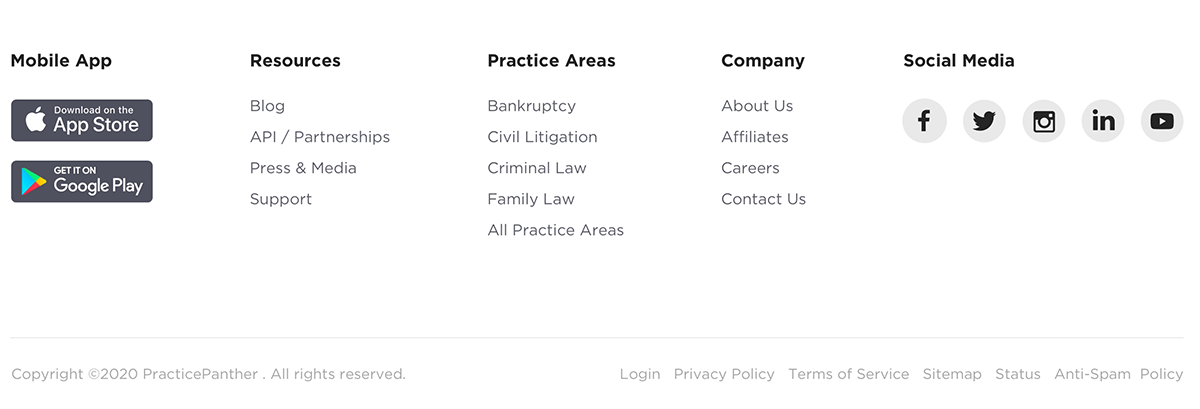 Mobile App
Download on the
App Store
GET IT ON
Google Play
Resources
Blog
API / Partnerships
Press & Media
Support
Practice Areas
Bankruptcy
Civil Litigation
Criminal Law
Family Law
All Practice Areas
Company
About Us
Affiliates
Careers
Contact Us
Social Media
Copyright ©2020 PracticePanther . All rights reserved.
Login Privacy Policy Terms of Service Sitemap Status Anti-Spam Policy